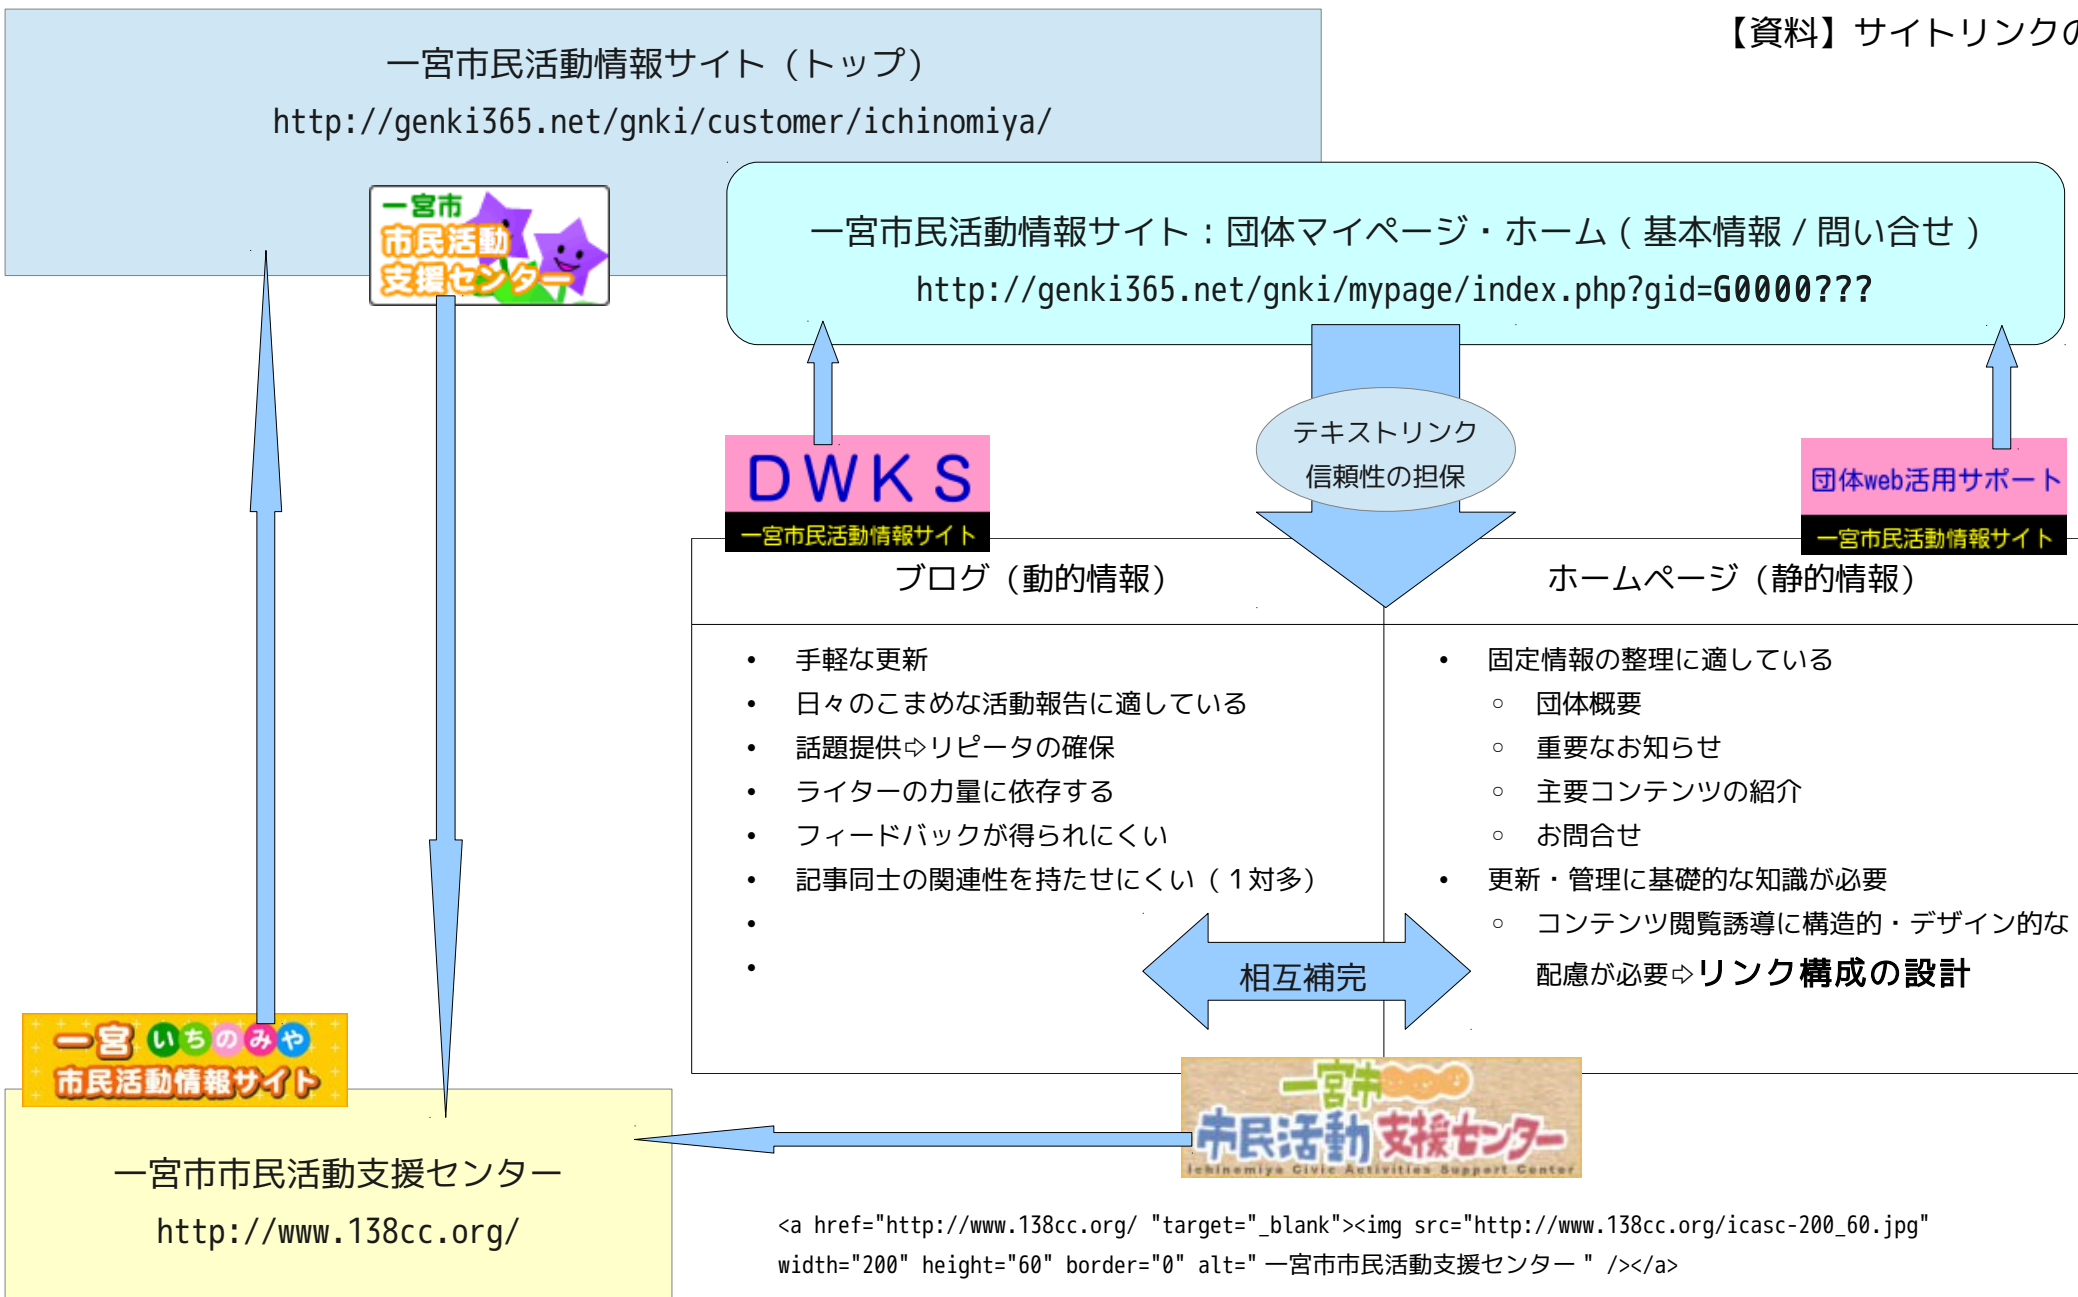 【資料】サイトリンクの
一宮市民活動情報サイト（トップ）
http://genki365.net/gnki/customer/ichinomiya/
一宮市
市民活動
支援センター
一宮市民活動情報サイト：団体マイページ・ホーム ( 基本情報 / 問い合せ )
http://genki365.net/gnki/mypage/index.php?gid=G0000???
テキストリンク
信頼性の担保
ＤＷＫＳ
一宮市民活動情報サイト
団体web活用サポート
一宮市民活動情報サイト
ブログ（動的情報）
• 手軽な更新
• 日々のこまめな活動報告に適している
• 話題提供⇨リピータの確保
• ライターの力量に依存する
• フィードバックが得られにくい
• 記事同士の関連性を持たせにくい（１対多）
•
•
ホームページ（静的情報）
• 固定情報の整理に適している
◦ 団体概要
◦ 重要なお知らせ
◦ 主要コンテンツの紹介
◦ お問合せ
• 更新・管理に基礎的な知識が必要
◦ コンテンツ閲覧誘導に構造的・デザイン的な
配慮が必要⇨リンク構成の設計
相互補完
一宮 いちのみや
市民活動情報サイト
一宮市市民活動支援センター
http://www.138cc.org/
一宮市
市民活動 支援センター
Ichinomiya Civic Activities Support Center
<a href="http://www.138cc.org/ "target="_blank"><img src="http://www.138cc.org/icasc-200_60.jpg"
width="200" height="60" border="0" alt=" 一宮市市民活動支援センター " /></a>